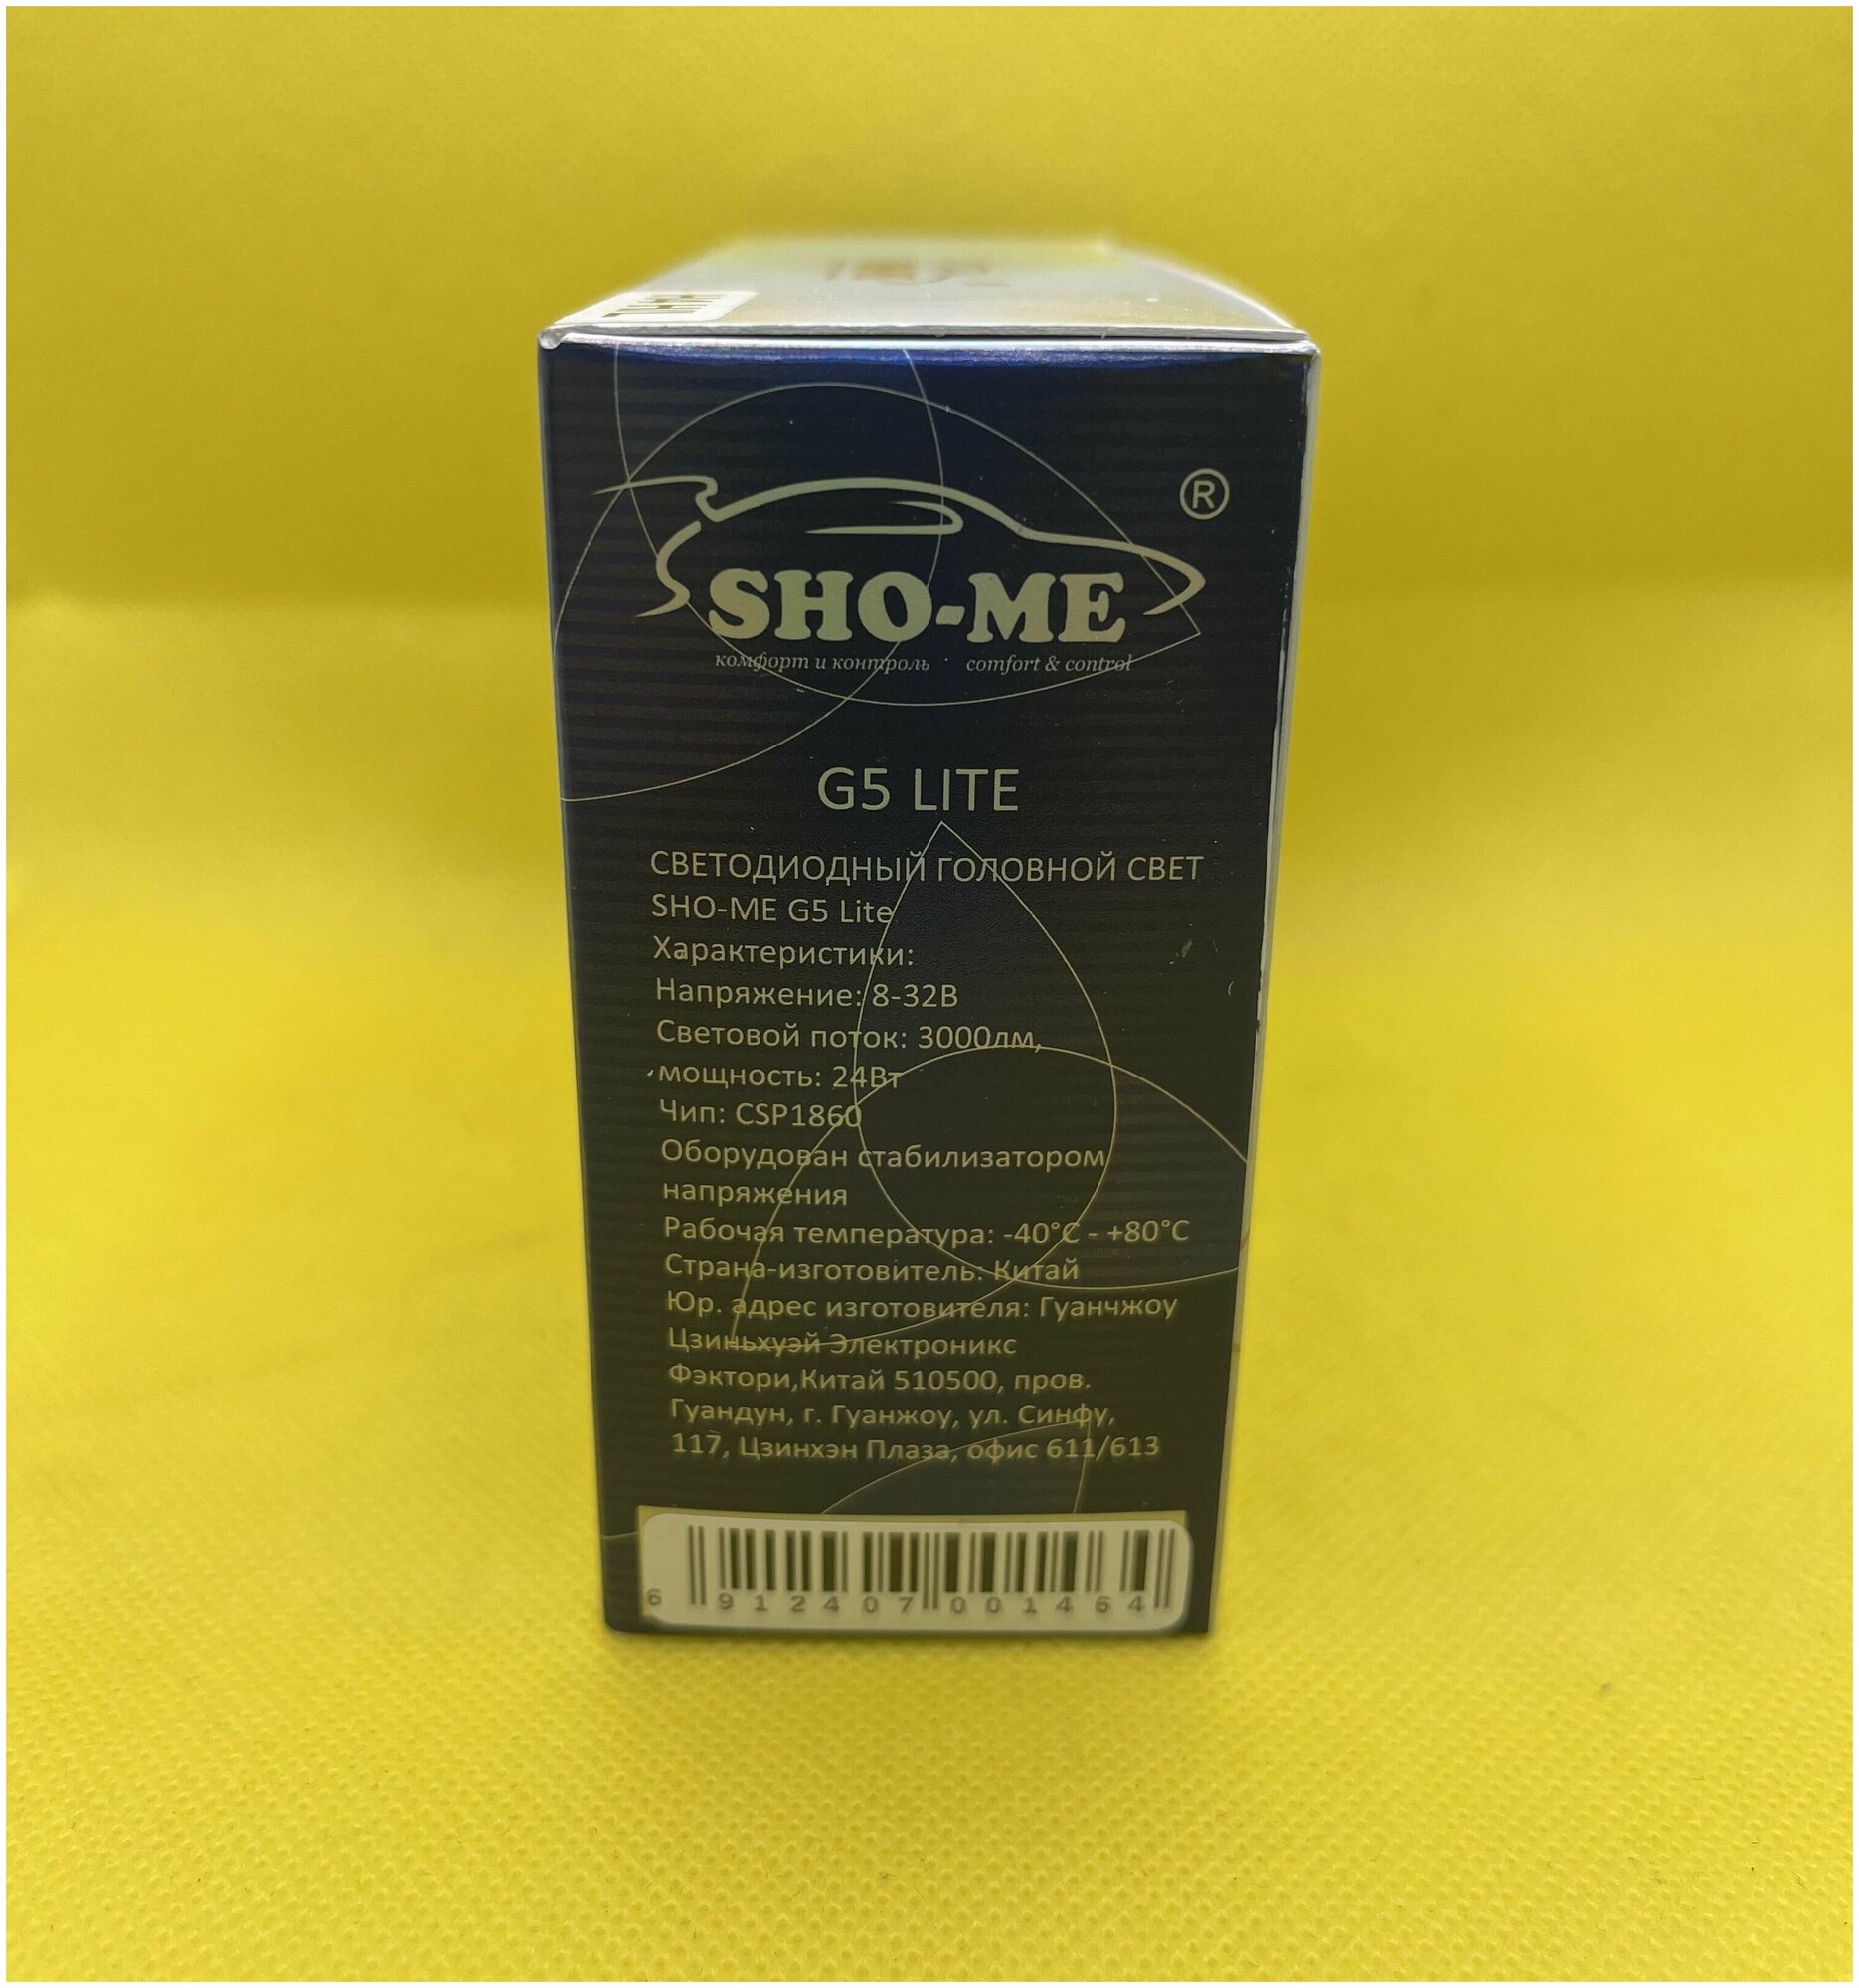 ®
SHO-ME
комфорт и контроль · comfort & control
G5 LITE
СВЕТОДИОДНЫЙ ГОЛОВНОЙ СВЕТ
SHO-ME G5 Lite
Характеристики:
Напряжение: 8-32В
Световой поток: 3000лм,
мощность: 24Вт
Чип: CSP1860
Оборудован стабилизатором
напряжения
Рабочая температура: -40°C - +80°C
Страна-изготовитель: Китай
Юр. адрес изготовителя: Гуанчжоу
Цзиньхуэй Электроникс
Фэктори,Китай 510500, пров.
Гуандун, г. Гуанжоу, ул. Синфу,
117, Цзинхэн Плаза, офис 611/613
6 912407 001464